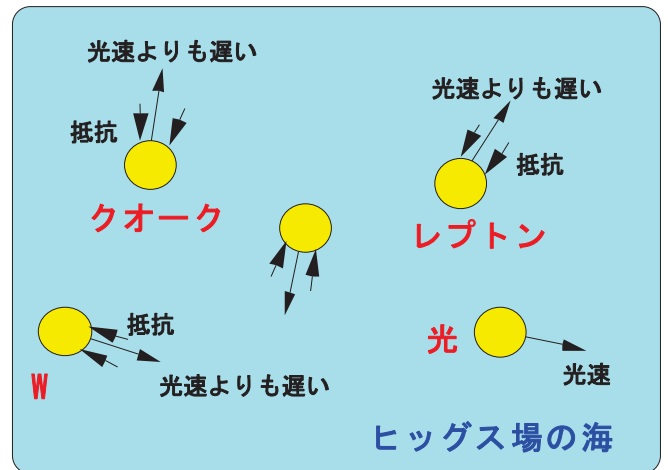 光速よりも遅い
抵抗
クオーク
光速よりも遅い
抵抗
レプトン
抵抗
光速よりも遅い
W
光
光速
ヒッグス場の海